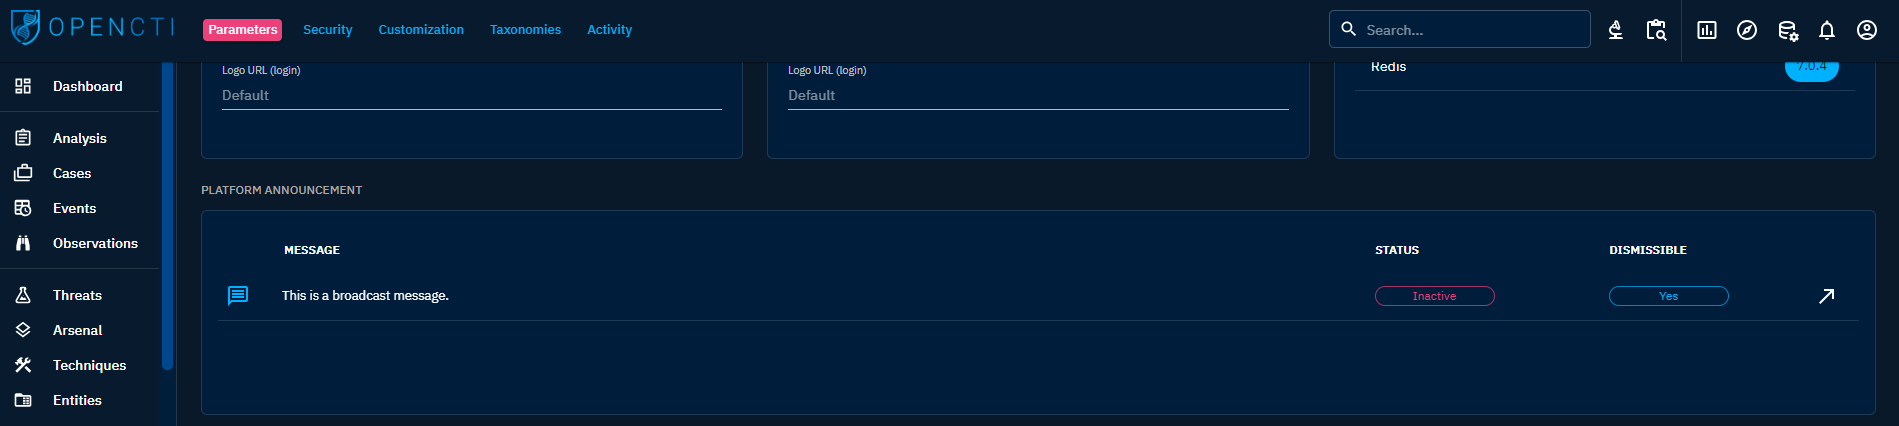 OPENCTI Parameters Security Customization Taxonomies Activity Search...
Dashboard
Analysis
Cases
Events
Observations
Threats
Arsenal
Techniques
Entities
Logo URL (login)
Default
Logo URL (login)
Default
Redis 7.0.4
PLATFORM ANNOUNCEMENT
MESSAGE STATUS DISMISSIBLE
This is a broadcast message. Inactive Yes